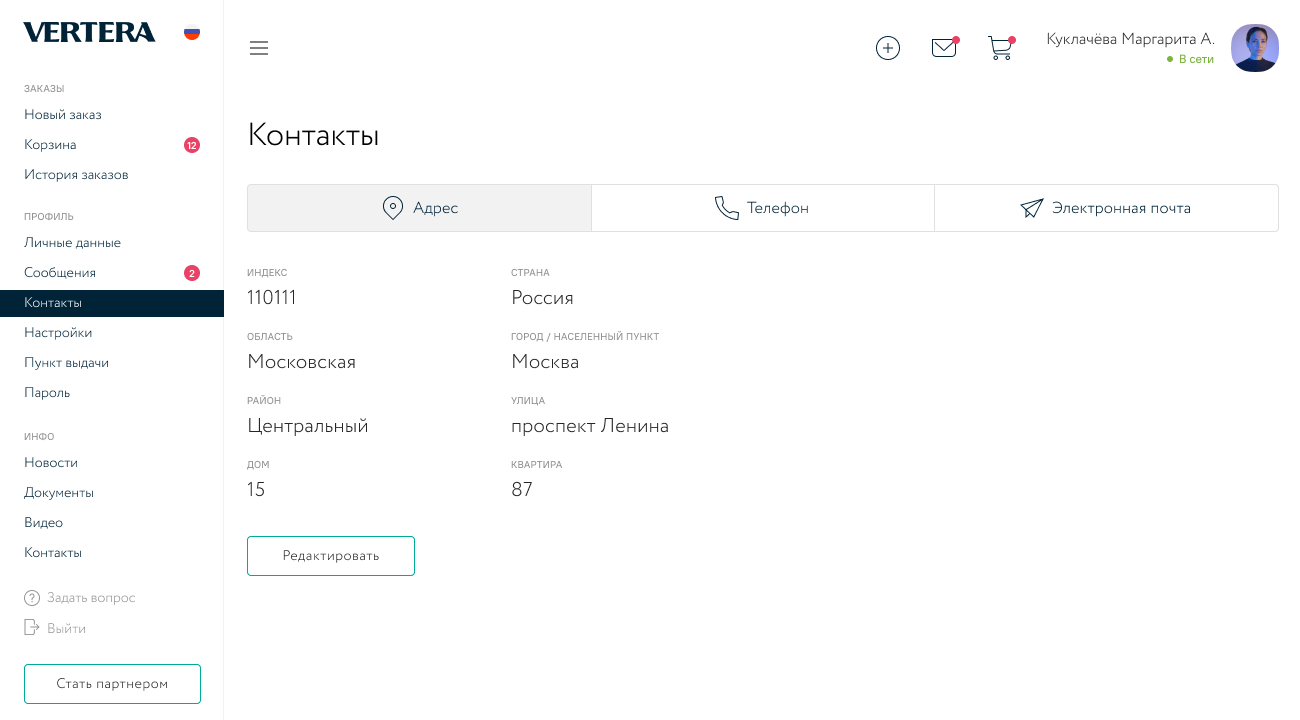 VERTERA
ЗАКАЗЫ
Новый заказ
Корзина 12
История заказов
ПРОФИЛЬ
Личные данные
Сообщения 2
Контакты
Настройки
Пункт выдачи
Пароль
ИНФО
Новости
Документы
Видео
Контакты
Задать вопрос
Выйти
Стать партнером
Куклачёва Маргарита А.
В сети
Контакты
Адрес
Телефон
Электронная почта
ИНДЕКС
110111
СТРАНА
Россия
ОБЛАСТЬ
Московская
ГОРОД / НАСЕЛЕННЫЙ ПУНКТ
Москва
РАЙОН
Центральный
УЛИЦА
проспект Ленина
ДОМ
15
КВАРТИРА
87
Редактировать